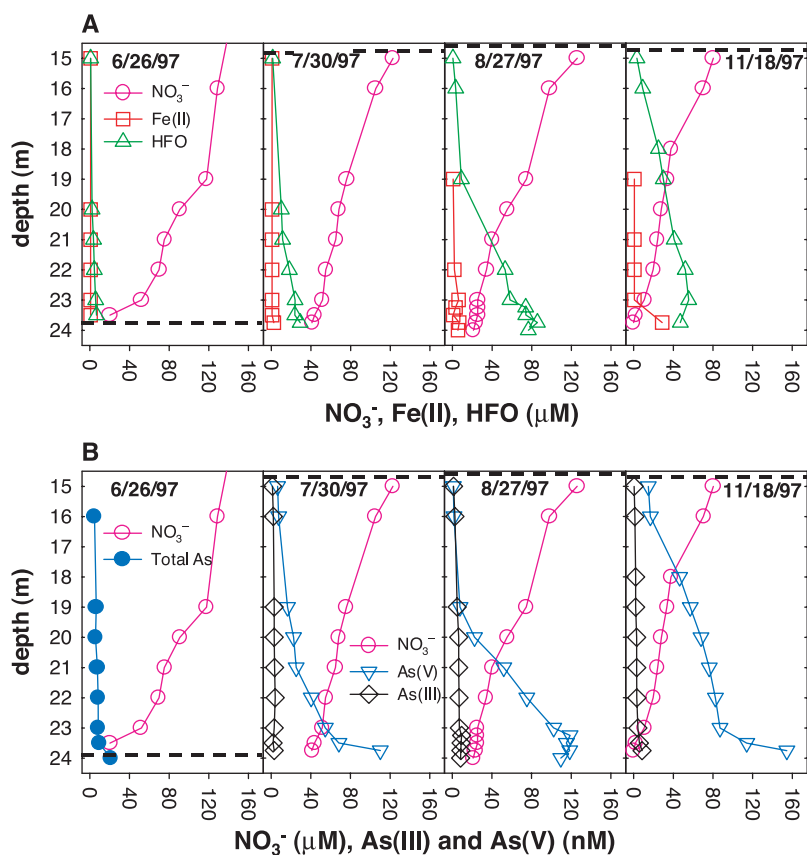 A
6/26/97 7/30/97 8/27/97 11/18/97
NO₃⁻
Fe(II)
HFO
depth (m)
15
16
17
18
19
20
21
22
23
24
0 40 80 120 160 0 40 80 120 160 0 40 80 120 160 0 40 80 120 160
NO₃⁻, Fe(II), HFO (μM)
B
6/26/97 7/30/97 8/27/97 11/18/97
NO₃⁻
Total As
NO₃⁻
As(V)
As(III)
depth (m)
15
16
17
18
19
20
21
22
23
24
0 40 80 120 160 0 40 80 120 160 0 40 80 120 160 0 40 80 120 160
NO₃⁻ (μM), As(III) and As(V) (nM)